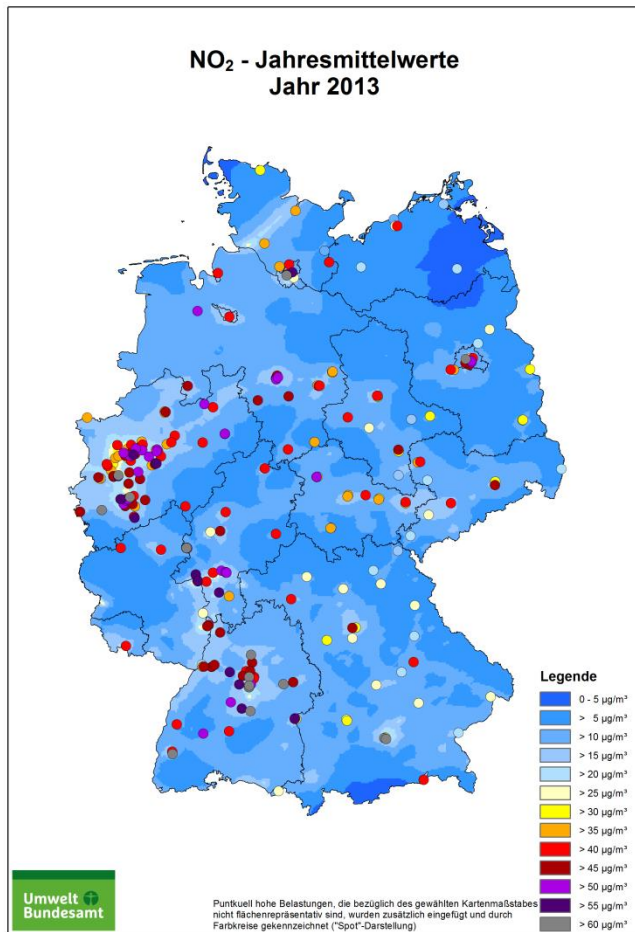 NO₂ - Jahresmittelwerte
Jahr 2013
Legende
0 - 5 µg/m³
> 5 µg/m³
> 10 µg/m³
> 15 µg/m³
> 20 µg/m³
> 25 µg/m³
> 30 µg/m³
> 35 µg/m³
> 40 µg/m³
> 45 µg/m³
> 50 µg/m³
> 55 µg/m³
> 60 µg/m³
Umwelt
Bundesamt
Puntkuell hohe Belastungen, die bezüglich des gewählten Kartenmaßstabes
nicht flächenrepräsentativ sind, wurden zusätzlich eingefügt und durch
Farbkreise gekennzeichnet ("Spot"-Darstellung)